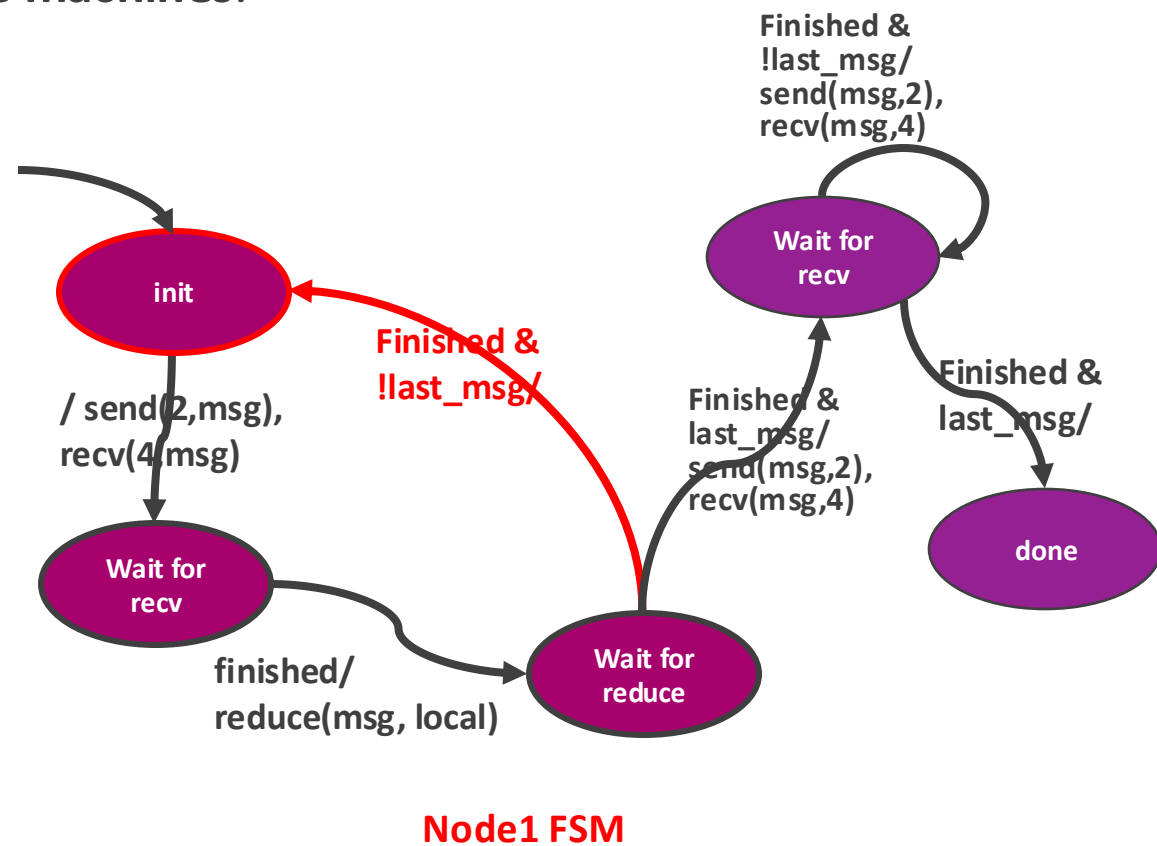 Finished &
!last_msg/
send(msg,2),
recv(msg,4)
Wait for
recv
init
Finished &
!last_msg/
Finished &
last_msg/
/ send(2,msg),
recv(4,msg)
Finished &
last_msg/
send(msg,2),
recv(msg,4)
done
Wait for
recv
finished/
reduce(msg, local)
Wait for
reduce
Node1 FSM